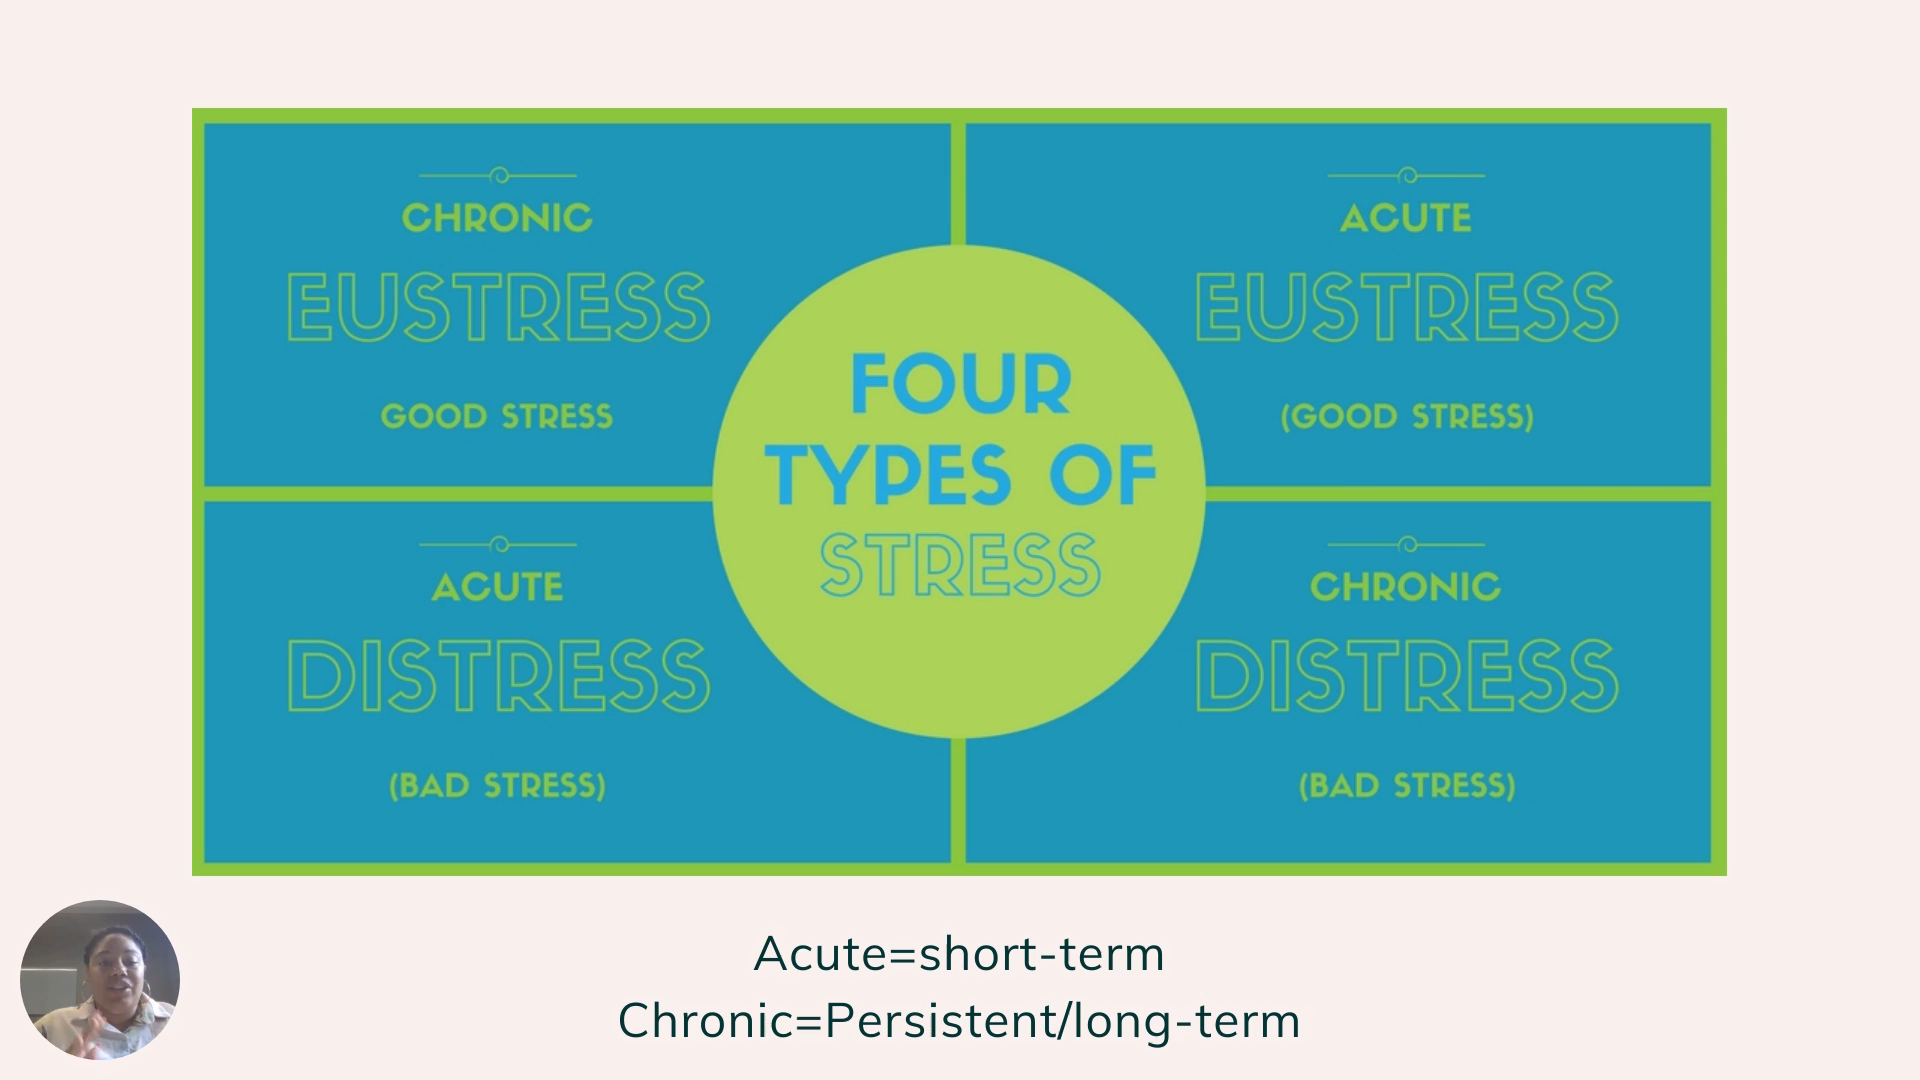 CHRONIC
EUSTRESS
GOOD STRESS
ACUTE
EUSTRESS
(GOOD STRESS)
FOUR
TYPES OF
STRESS
ACUTE
DISTRESS
(BAD STRESS)
CHRONIC
DISTRESS
(BAD STRESS)
Acute=short-term
Chronic=Persistent/long-term